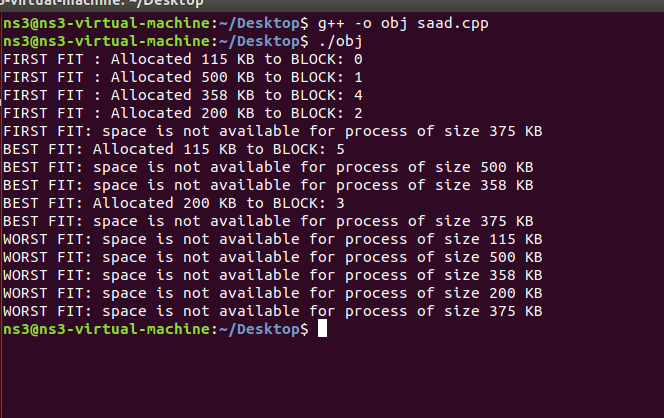 s-virtual-machine: ~/Desktop
ns3@ns3-virtual-machine:~/Desktop$ g++ -o obj saad.cpp
ns3@ns3-virtual-machine:~/Desktop$ ./obj
FIRST FIT : Allocated 115 KB to BLOCK: 0
FIRST FIT : Allocated 500 KB to BLOCK: 1
FIRST FIT : Allocated 358 KB to BLOCK: 4
FIRST FIT : Allocated 200 KB to BLOCK: 2
FIRST FIT: space is not available for process of size 375 KB
BEST FIT: Allocated 115 KB to BLOCK: 5
BEST FIT: space is not available for process of size 500 KB
BEST FIT: space is not available for process of size 358 KB
BEST FIT: Allocated 200 KB to BLOCK: 3
BEST FIT: space is not available for process of size 375 KB
WORST FIT: space is not available for process of size 115 KB
WORST FIT: space is not available for process of size 500 KB
WORST FIT: space is not available for process of size 358 KB
WORST FIT: space is not available for process of size 200 KB
WORST FIT: space is not available for process of size 375 KB
ns3@ns3-virtual-machine:~/Desktop$